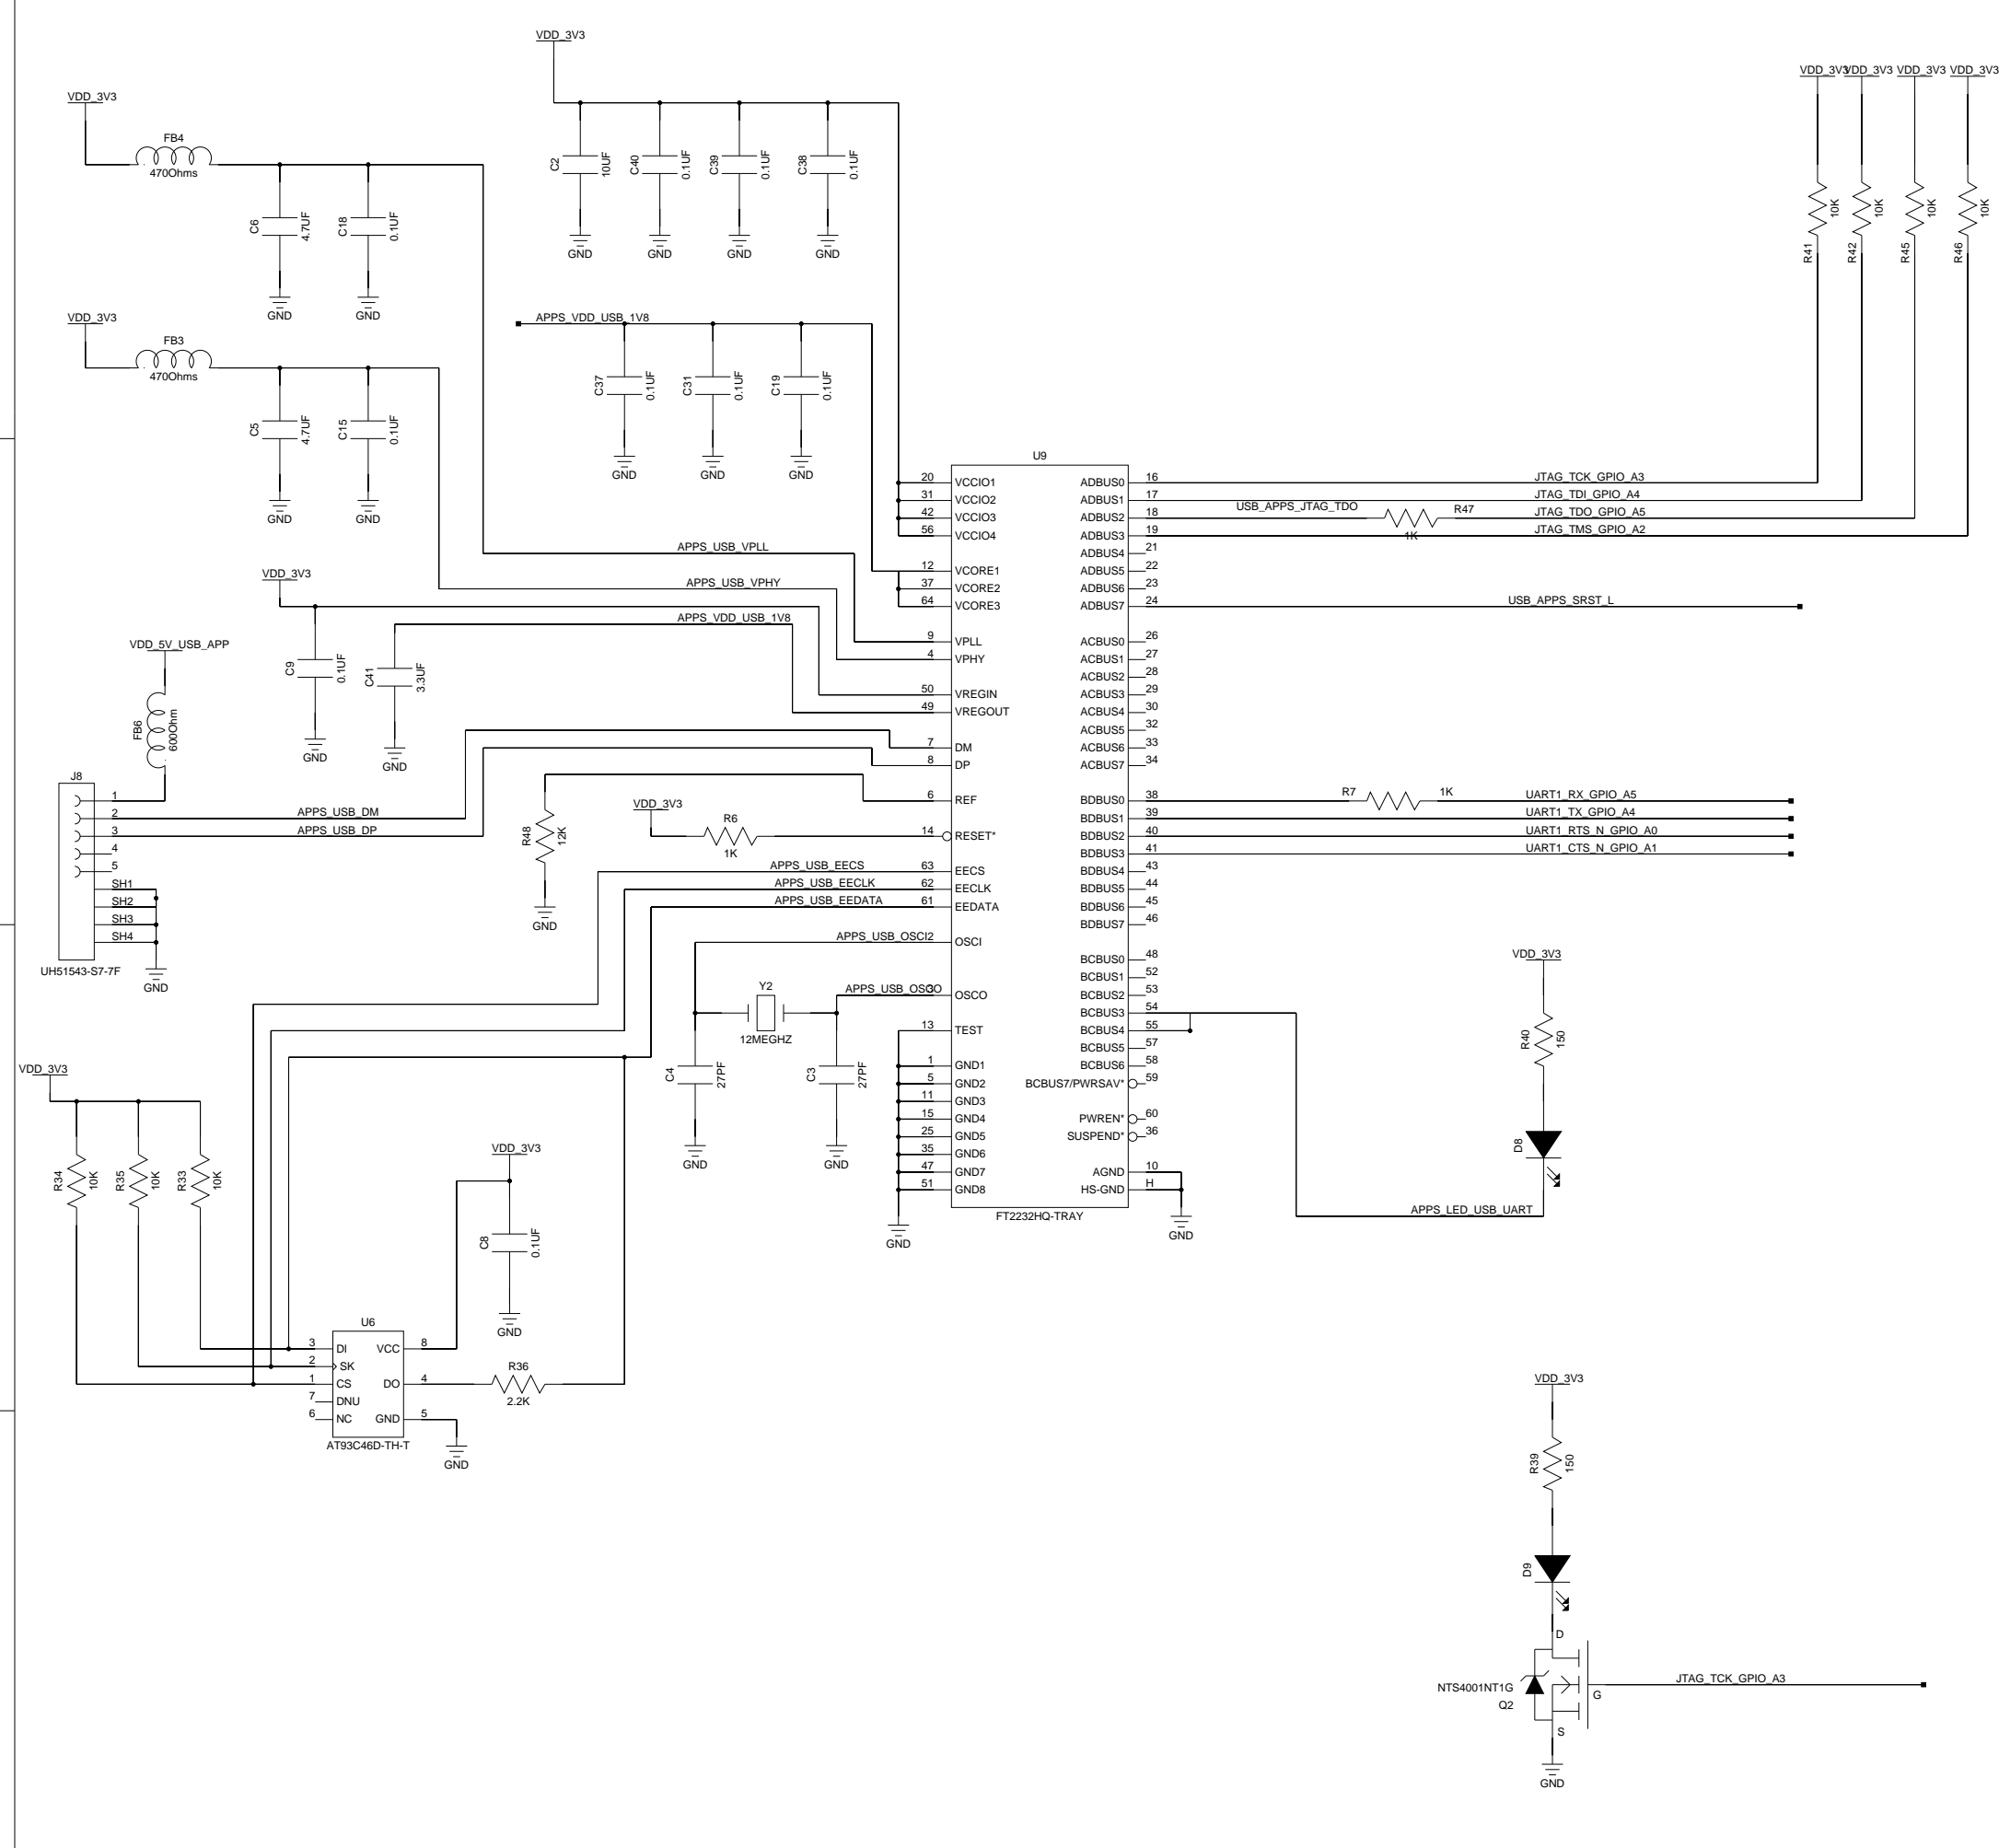 VDD_3V3
VDD_3V3 VDD_3V3 VDD_3V3 VDD_3V3
VDD_3V3
FB4
470Ohms
C2 10UF
C40 0.1UF
C39 0.1UF
C38 0.1UF
GND GND GND GND
R41 10K
R42 10K
R45 10K
R46 10K
C6 4.7UF
C18 0.1UF
GND GND
VDD_3V3
FB3
470Ohms
APPS_VDD_USB_1V8
C37 0.1UF
C31 0.1UF
C19 0.1UF
GND GND GND
C5 4.7UF
C15 0.1UF
GND GND
U9
20 VCCIO1
31 VCCIO2
42 VCCIO3
56 VCCIO4
12 VCORE1
37 VCORE2
64 VCORE3
APPS_USB_VPLL
9 VPLL
APPS_USB_VPHY
4 VPHY
50 VREGIN
APPS_VDD_USB_1V8
49 VREGOUT
7 DM
8 DP
6 REF
14 RESET*
APPS_USB_EECS 63 EECS
APPS_USB_EECLK 62 EECLK
APPS_USB_EEDATA 61 EEDATA
APPS_USB_OSCI 2 OSCI
APPS_USB_OSCO 3 OSCO
13 TEST
1 GND1
5 GND2
11 GND3
15 GND4
25 GND5
35 GND6
47 GND7
51 GND8
GND
ADBUS0 16 JTAG_TCK_GPIO_A3
ADBUS1 17 JTAG_TDI_GPIO_A4
ADBUS2 18 USB_APPS_JTAG_TDO R47 1K JTAG_TDO_GPIO_A5
ADBUS3 19 JTAG_TMS_GPIO_A2
ADBUS4 21
ADBUS5 22
ADBUS6 23
ADBUS7 24 USB_APPS_SRST_L
ACBUS0 26
ACBUS1 27
ACBUS2 28
ACBUS3 29
ACBUS4 30
ACBUS5 32
ACBUS6 33
ACBUS7 34
BDBUS0 38 R7 1K UART1_RX_GPIO_A5
BDBUS1 39 UART1_TX_GPIO_A4
BDBUS2 40 UART1_RTS_N_GPIO_A0
BDBUS3 41 UART1_CTS_N_GPIO_A1
BDBUS4 43
BDBUS5 44
BDBUS6 45
BDBUS7 46
BCBUS0 48
BCBUS1 52
BCBUS2 53
BCBUS3 54
BCBUS4 55
BCBUS5 57
BCBUS6 58
BCBUS7/PWRSAV* 59
PWREN* 60
SUSPEND* 36
AGND 10
HS-GND H
FT2232HQ-TRAY
GND
VDD_3V3
C9 0.1UF
C41 3.3UF
GND GND
VDD_5V_USB_APP
FB6 600Ohm
J8
1
2 APPS_USB_DM
3 APPS_USB_DP
4
5
SH1
SH2
SH3
SH4
UH51543-S7-7F
GND
R48 12K
GND
VDD_3V3
R6
1K
Y2
12MEGHZ
C4 27PF
C3 27PF
GND GND
VDD_3V3
R34 10K
R35 10K
R33 10K
VDD_3V3
C8 0.1UF
GND
U6
3 DI VCC 8
2 SK
1 CS DO 4
7 DNU
6 NC GND 5
AT93C46D-TH-T
R36
2.2K
GND
VDD_3V3
R40 150
D8
APPS_LED_USB_UART
VDD_3V3
R39 150
D9
D
NTS4001NT1G
Q2
G
S
JTAG_TCK_GPIO_A3
GND